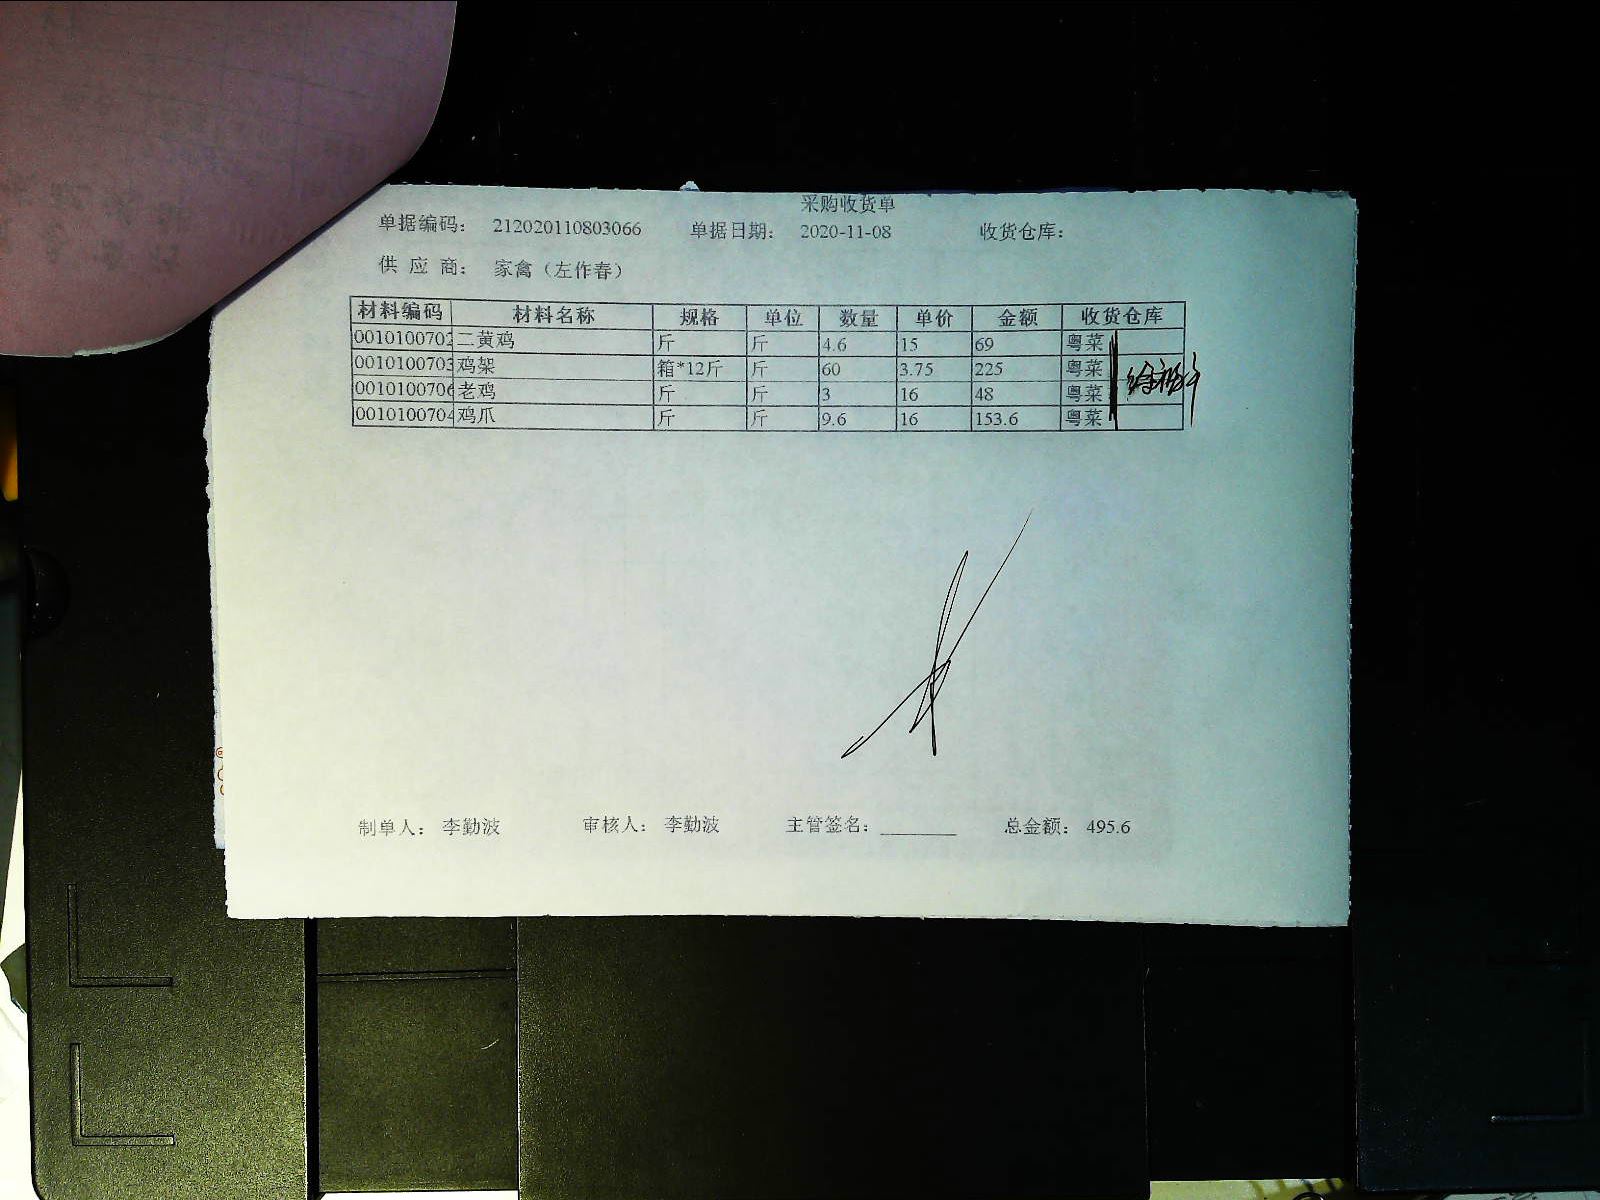 采购收货单
单据编码： 212020110803066 单据日期： 2020-11-08 收货仓库：
供 应 商： 家禽（左作春）
材料编码 材料名称 规格 单位 数量 单价 金额 收货仓库
0010100702 二黄鸡 斤 斤 4.6 15 69 粤菜
0010100703 鸡架 箱*12斤 斤 60 3.75 225 粤菜
0010100706 老鸡 斤 斤 3 16 48 粤菜
0010100704 鸡爪 斤 斤 9.6 16 153.6 粤菜
制单人： 李勤波 审核人： 李勤波 主管签名：________ 总金额： 495.6